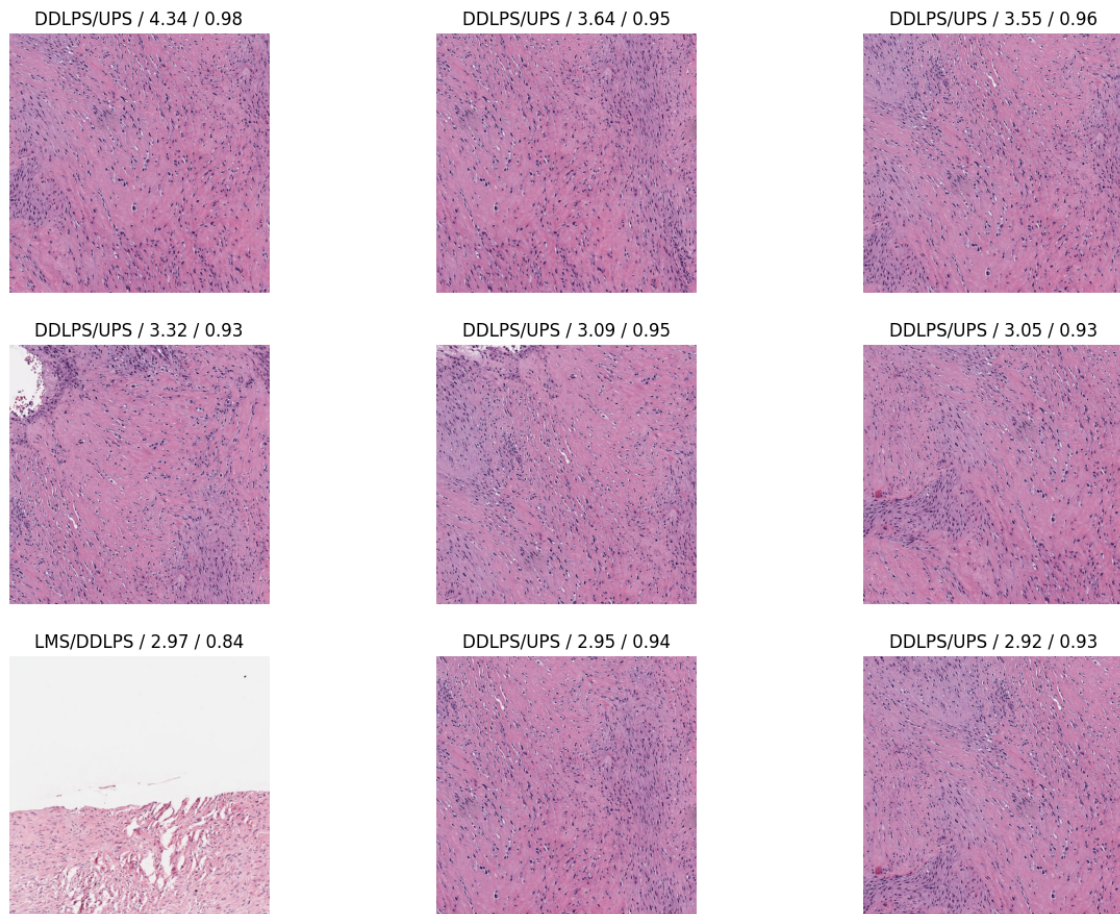 DDLPS/UPS / 4.34 / 0.98
DDLPS/UPS / 3.64 / 0.95
DDLPS/UPS / 3.55 / 0.96
DDLPS/UPS / 3.32 / 0.93
DDLPS/UPS / 3.09 / 0.95
DDLPS/UPS / 3.05 / 0.93
LMS/DDLPS / 2.97 / 0.84
DDLPS/UPS / 2.95 / 0.94
DDLPS/UPS / 2.92 / 0.93